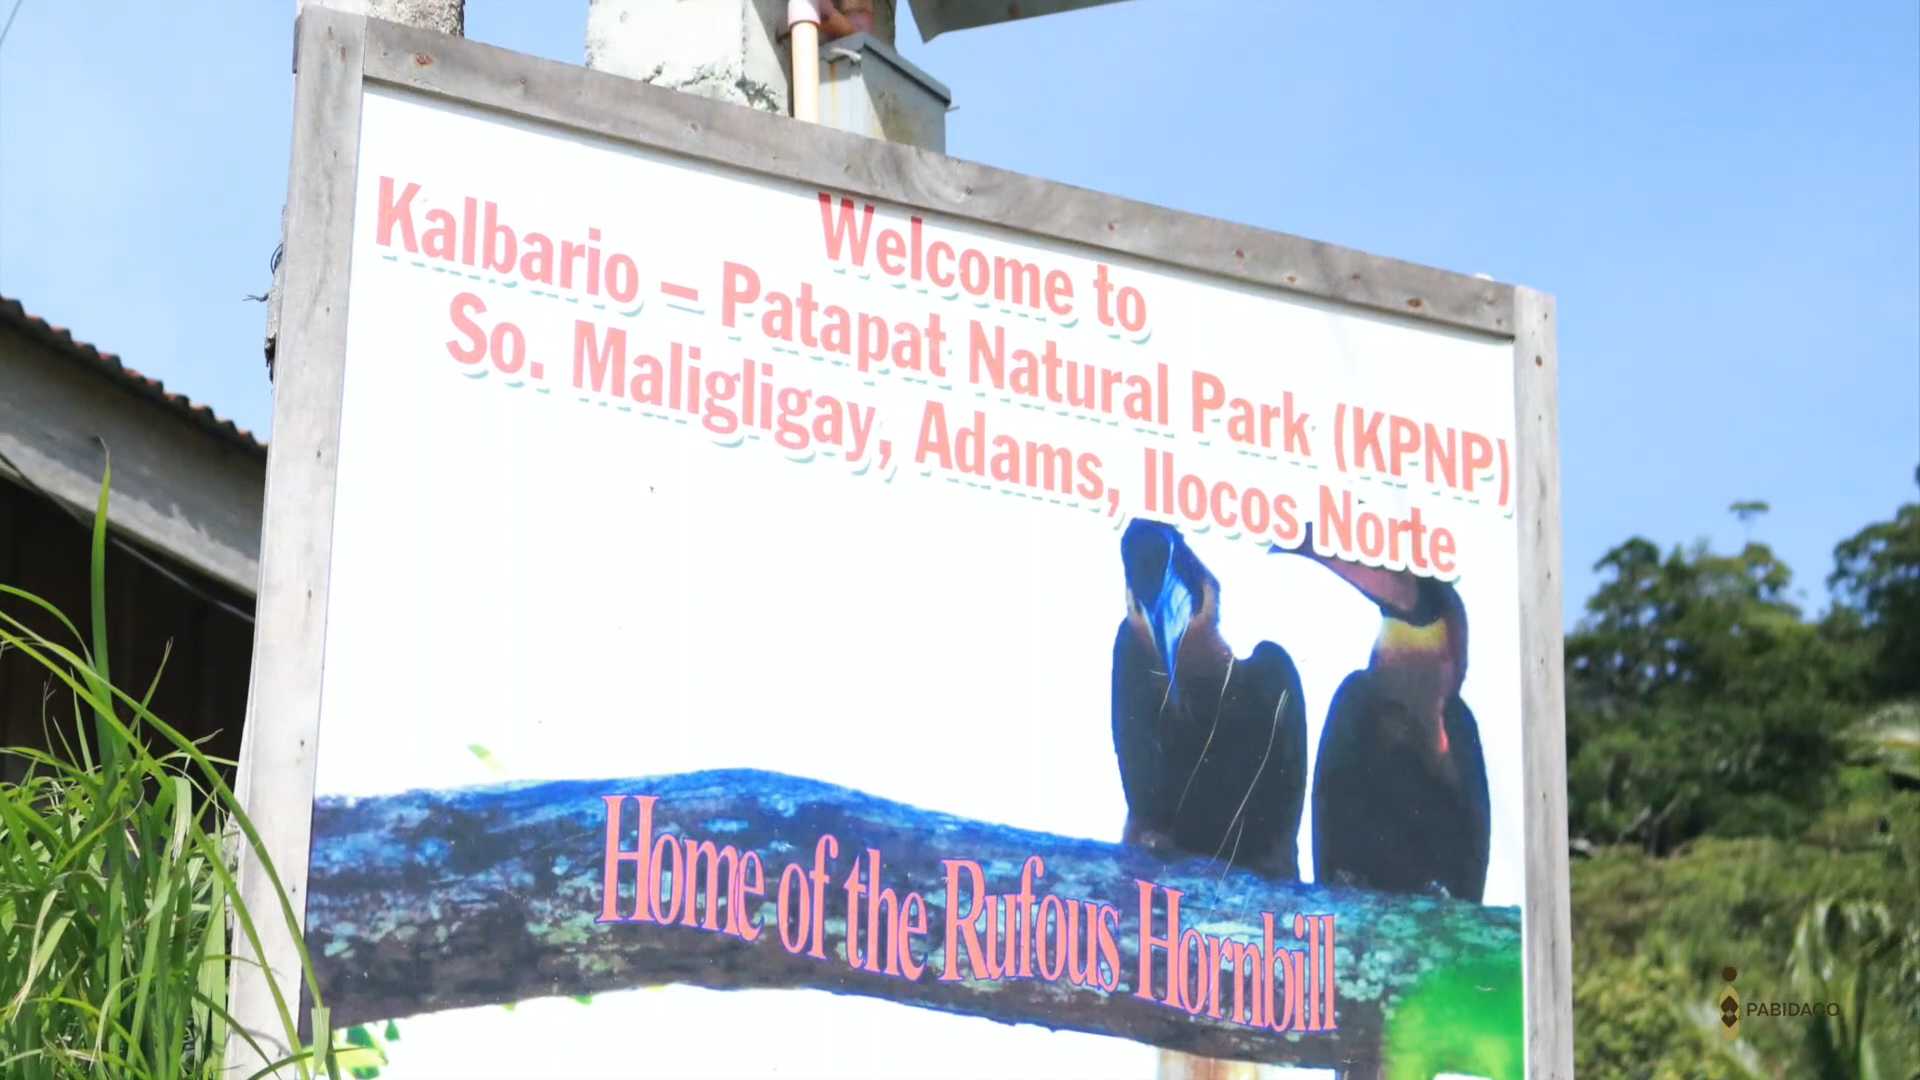 Welcome to
Kalbario – Patapat Natural Park (KPNP)
So. Maligligay, Adams, Ilocos Norte
Home of the Rufous Hornbill
PABIDACO